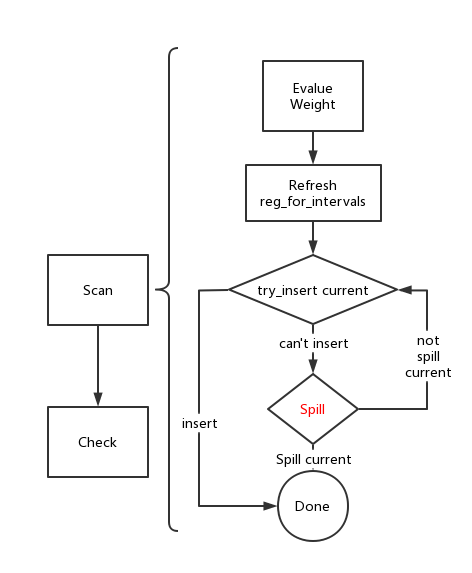 Evalue
Weight
Refresh
reg_for_intervals
Scan
try_insert current
can't insert
not
spill
current
Spill
insert
Check
Spill current
Done